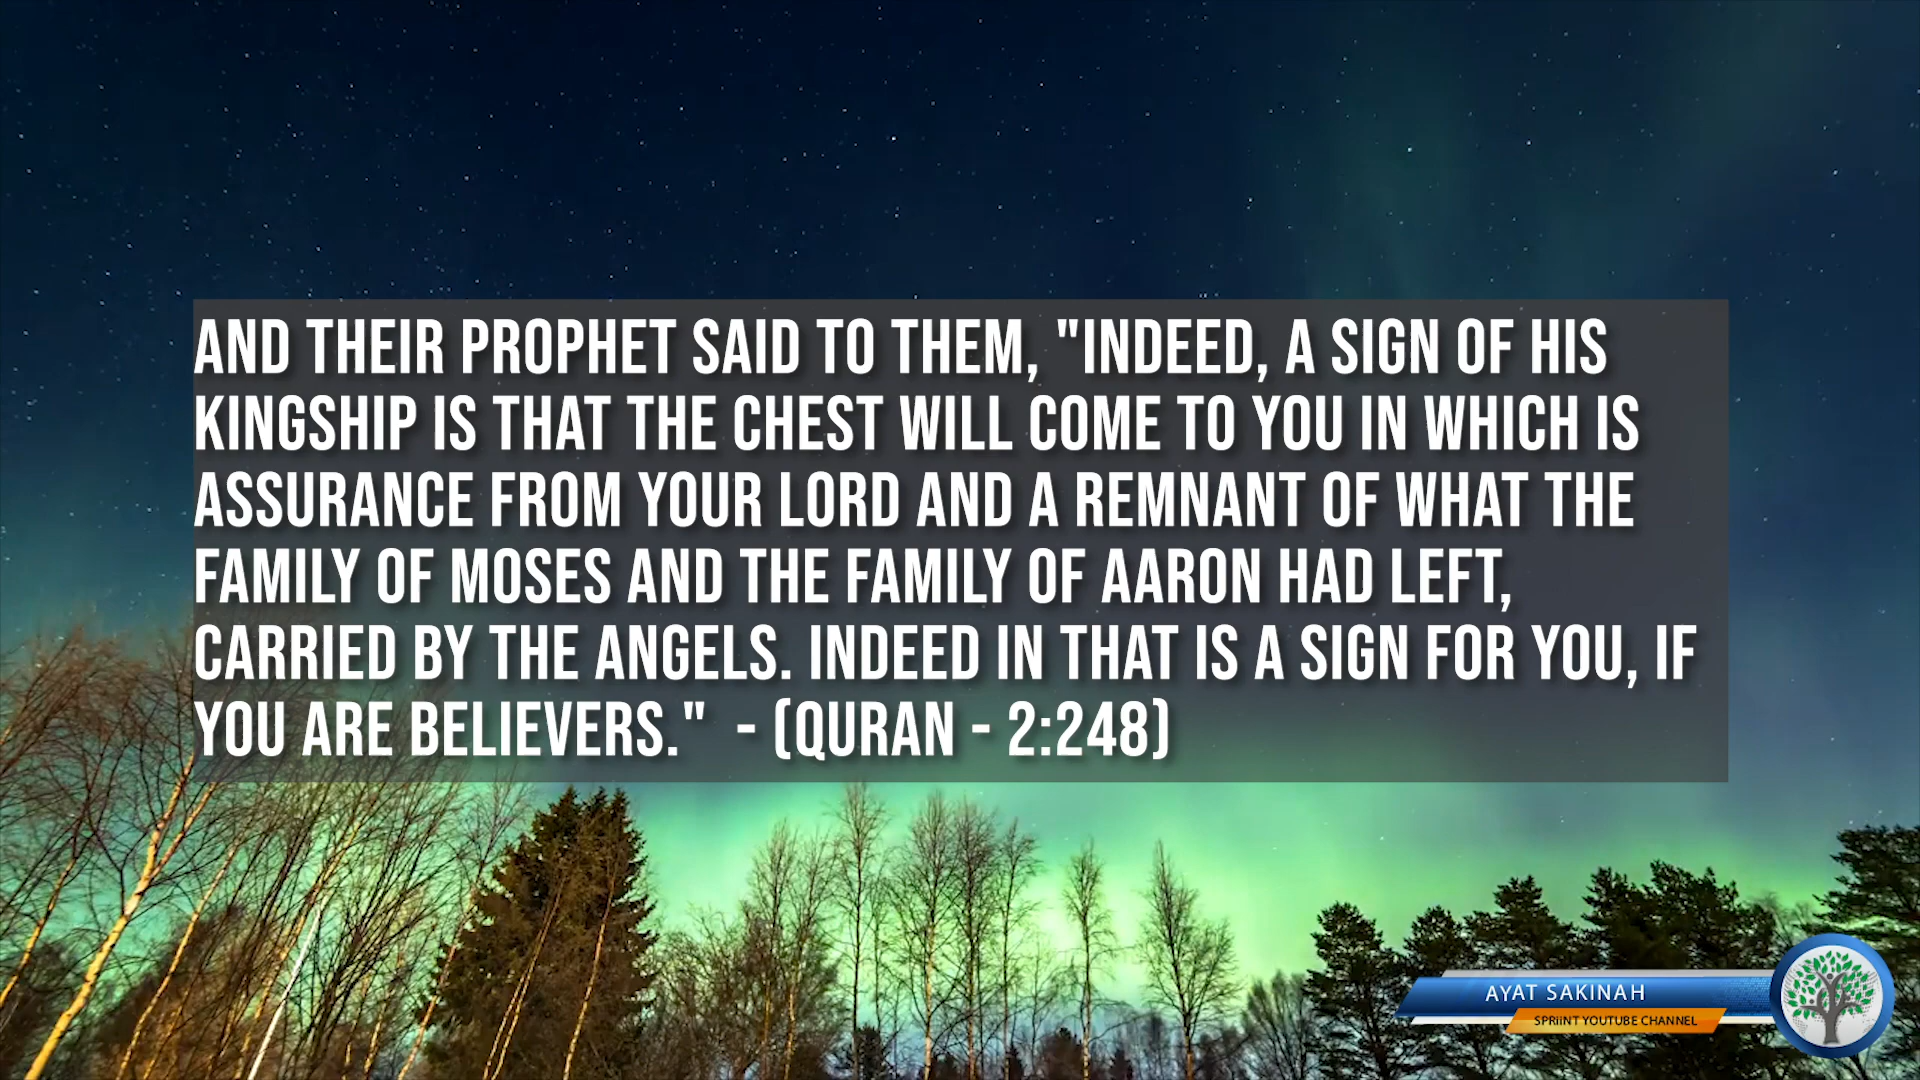 AND THEIR PROPHET SAID TO THEM, "INDEED, A SIGN OF HIS
KINGSHIP IS THAT THE CHEST WILL COME TO YOU IN WHICH IS
ASSURANCE FROM YOUR LORD AND A REMNANT OF WHAT THE
FAMILY OF MOSES AND THE FAMILY OF AARON HAD LEFT,
CARRIED BY THE ANGELS. INDEED IN THAT IS A SIGN FOR YOU, IF
YOU ARE BELIEVERS." - (QURAN - 2:248)
AYAT SAKINAH
SPRiiNT YOUTUBE CHANNEL